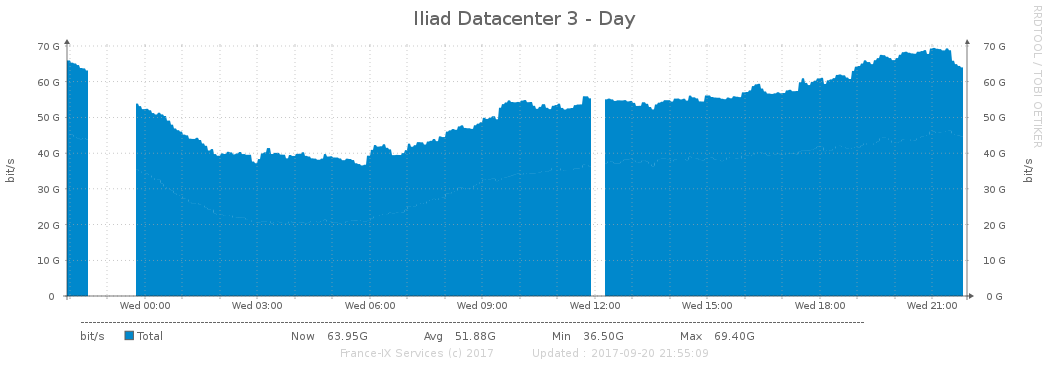 Iliad Datacenter 3 - Day
RRDTOOL / TOBI OETIKER
70 G 70 G
60 G 60 G
50 G 50 G
40 G 40 G
30 G 30 G
20 G 20 G
10 G 10 G
0 0 G
bit/s bit/s
Wed 00:00 Wed 03:00 Wed 06:00 Wed 09:00 Wed 12:00 Wed 15:00 Wed 18:00 Wed 21:00
bit/s Total Now 63.95G Avg 51.88G Min 36.50G Max 69.40G
France-IX Services (c) 2017 Updated : 2017-09-20 21:55:09